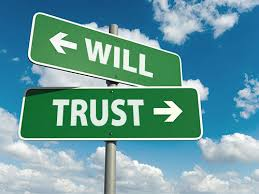 ← WILL
TRUST →